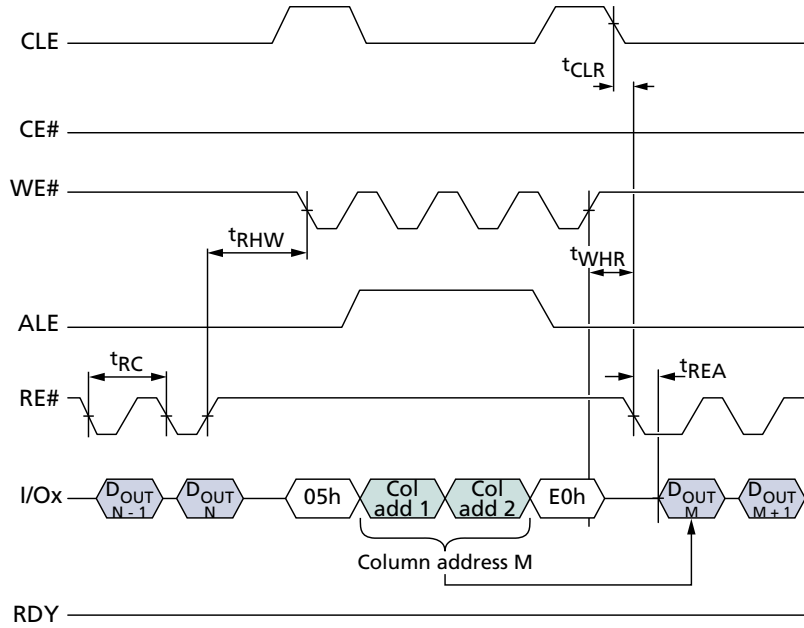 CLE
tCLR
CE#
WE#
tRHW
tWHR
ALE
tRC
tREA
RE#
I/Ox
DOUT
N - 1
DOUT
N
05h
Col
add 1
Col
add 2
E0h
DOUT
M
DOUT
M + 1
Column address M
RDY